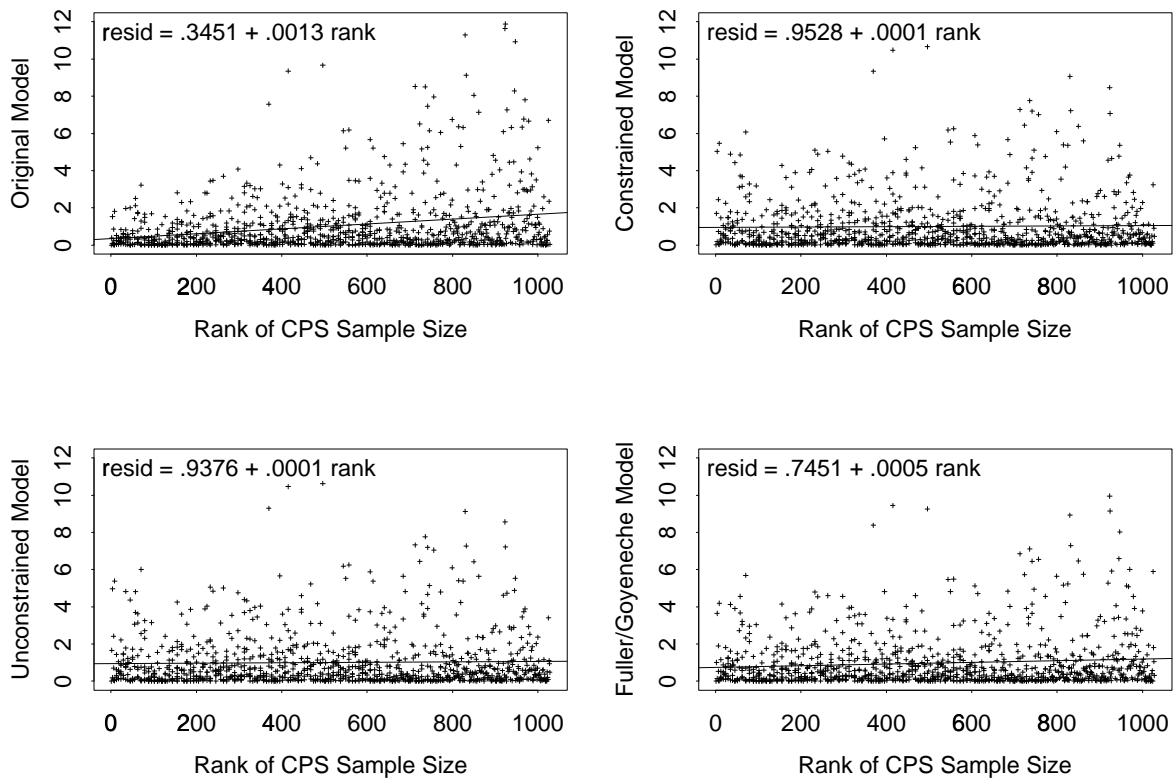 resid = .3451 + .0013 rank
Original Model
12
10
8
6
4
2
0
0 200 400 600 800 1000
Rank of CPS Sample Size
resid = .9528 + .0001 rank
Constrained Model
12
10
8
6
4
2
0
0 200 400 600 800 1000
Rank of CPS Sample Size
resid = .9376 + .0001 rank
Unconstrained Model
12
10
8
6
4
2
0
0 200 400 600 800 1000
Rank of CPS Sample Size
resid = .7451 + .0005 rank
Fuller/Goyeneche Model
12
10
8
6
4
2
0
0 200 400 600 800 1000
Rank of CPS Sample Size